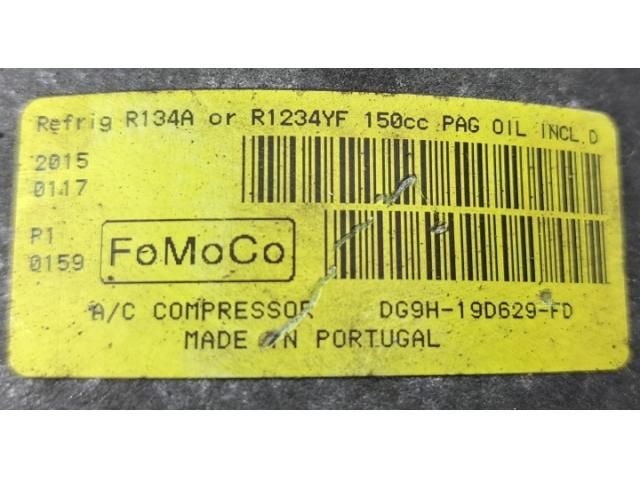 Refrig R134A or R1234YF 150cc PAG OIL INCL.D
2015
0117
P1
0159
FoMoCo
A/C COMPRESSOR DG9H-19D629-FD
MADE IN PORTUGAL